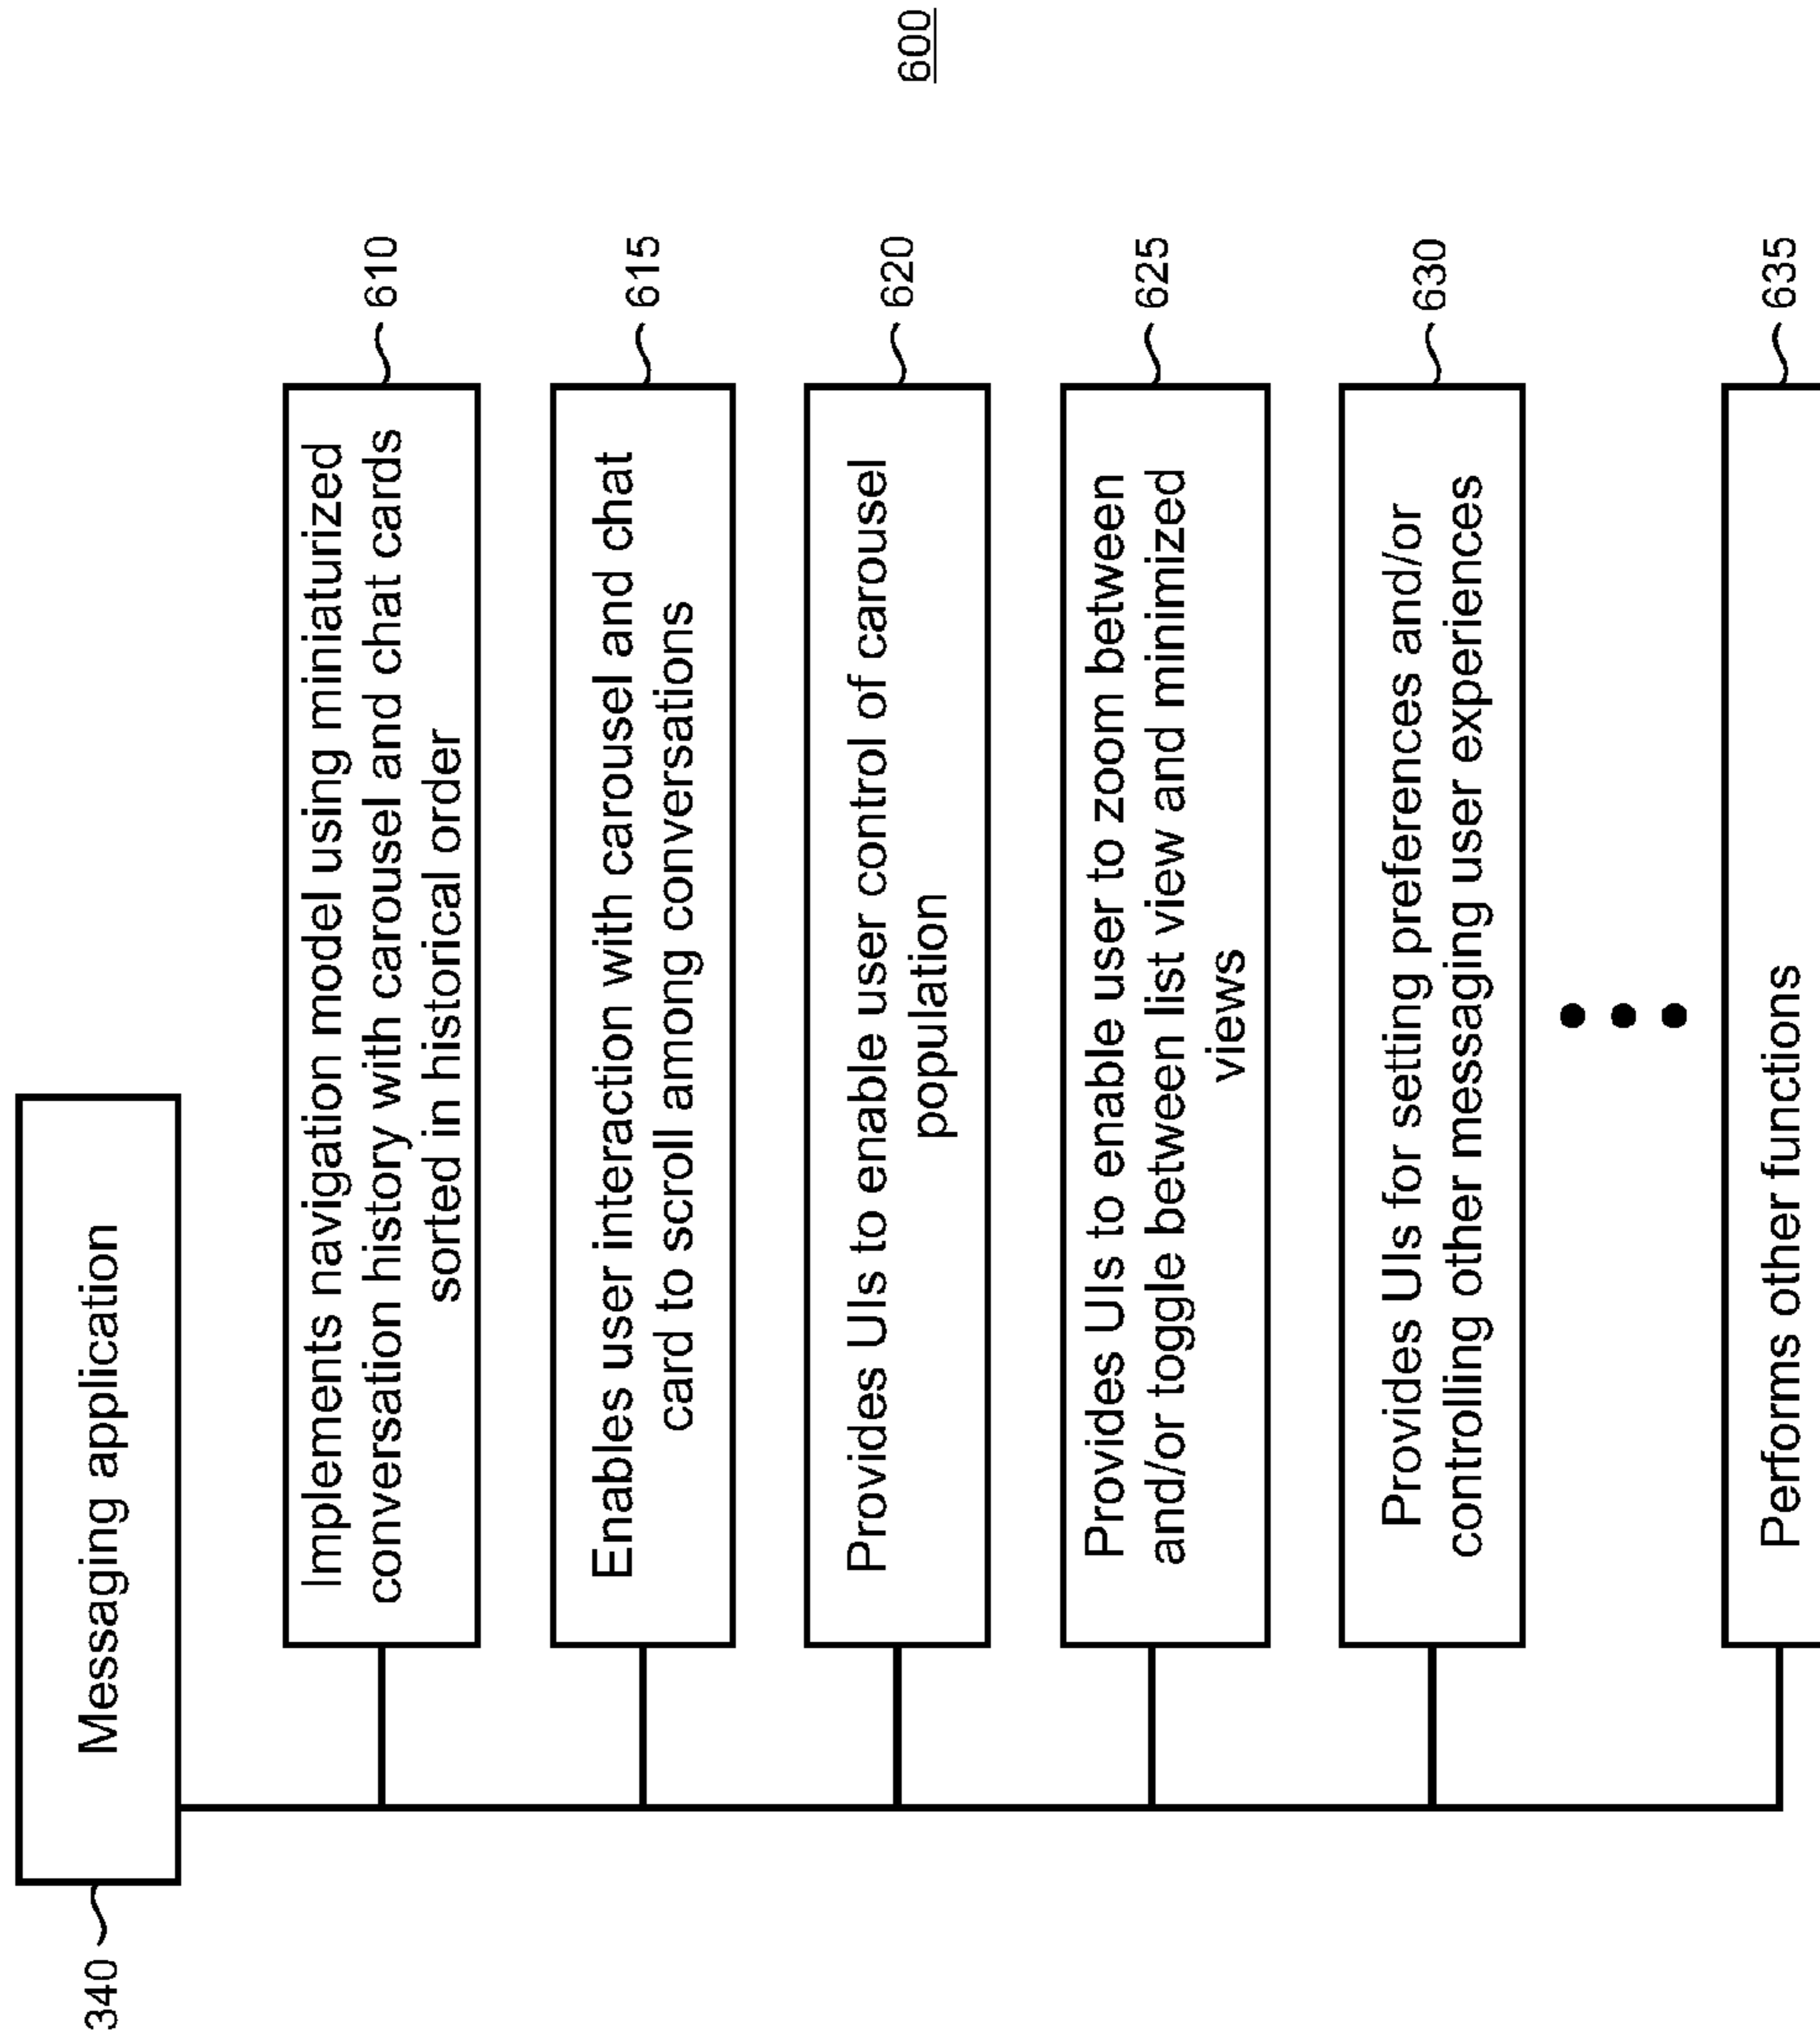 600
Messaging application
340
Implements navigation model using miniaturized
conversation history with carousel and chat cards
sorted in historical order
610
Enables user interaction with carousel and chat
card to scroll among conversations
615
Provides UIs to enable user control of carousel
population
620
Provides UIs to enable user to zoom between
and/or toggle between list view and minimized
views
625
Provides UIs for setting preferences and/or
controlling other messaging user experiences
630
Performs other functions
635